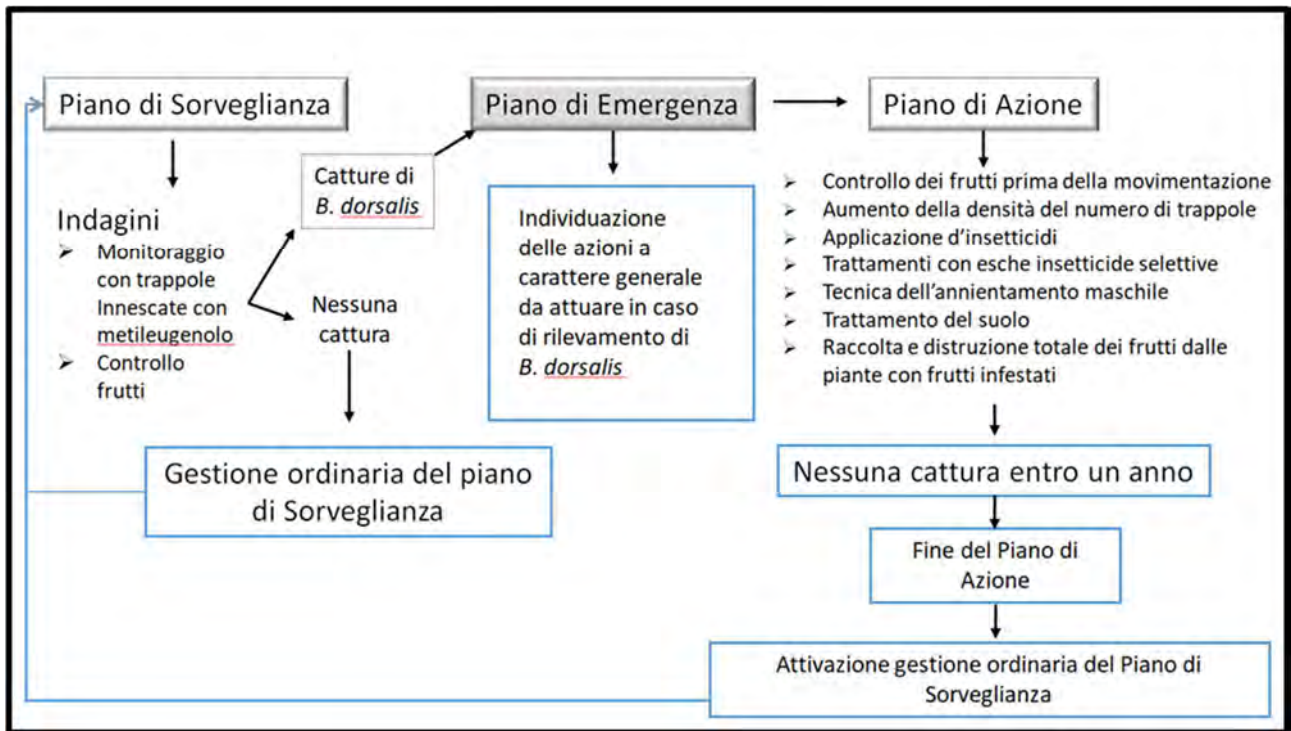 Piano di Sorveglianza
Piano di Emergenza
Piano di Azione
Indagini
➢ Monitoraggio
con trappole
Innescate con
metileugenolo
➢ Controllo
frutti
Catture di
B. dorsalis
Nessuna
cattura
Gestione ordinaria del piano
di Sorveglianza
Individuazione
delle azioni a
carattere generale
da attuare in caso
di rilevamento di
B. dorsalis
➢ Controllo dei frutti prima della movimentazione
➢ Aumento della densità del numero di trappole
➢ Applicazione d'insetticidi
➢ Trattamenti con esche insetticide selettive
➢ Tecnica dell'annientamento maschile
➢ Trattamento del suolo
➢ Raccolta e distruzione totale dei frutti dalle
piante con frutti infestati
Nessuna cattura entro un anno
Fine del Piano di
Azione
Attivazione gestione ordinaria del Piano di
Sorveglianza